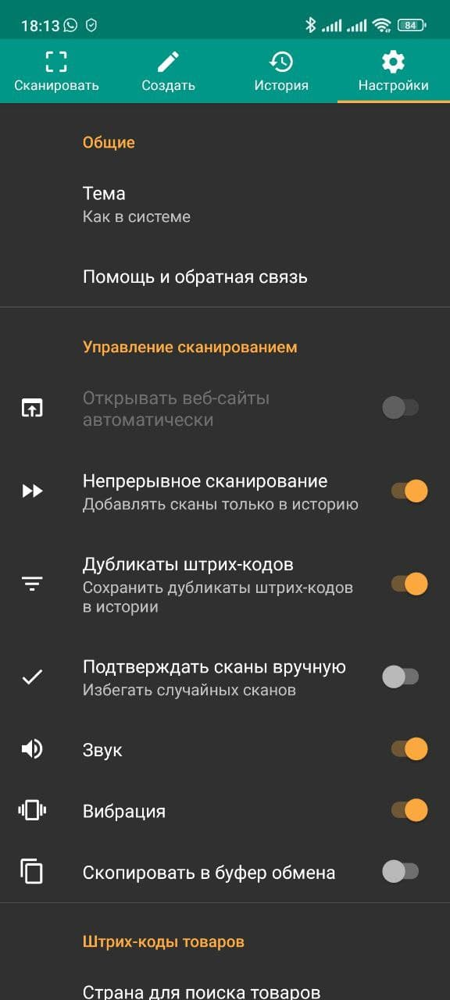 18:13
84
Сканировать
Создать
История
Настройки
Общие
Тема
Как в системе
Помощь и обратная связь
Управление сканированием
Открывать веб-сайты
автоматически
Непрерывное сканирование
Добавлять сканы только в историю
Дубликаты штрих-кодов
Сохранить дубликаты штрих-кодов
в истории
Подтверждать сканы вручную
Избегать случайных сканов
Звук
Вибрация
Скопировать в буфер обмена
Штрих-коды товаров
Страна для поиска товаров